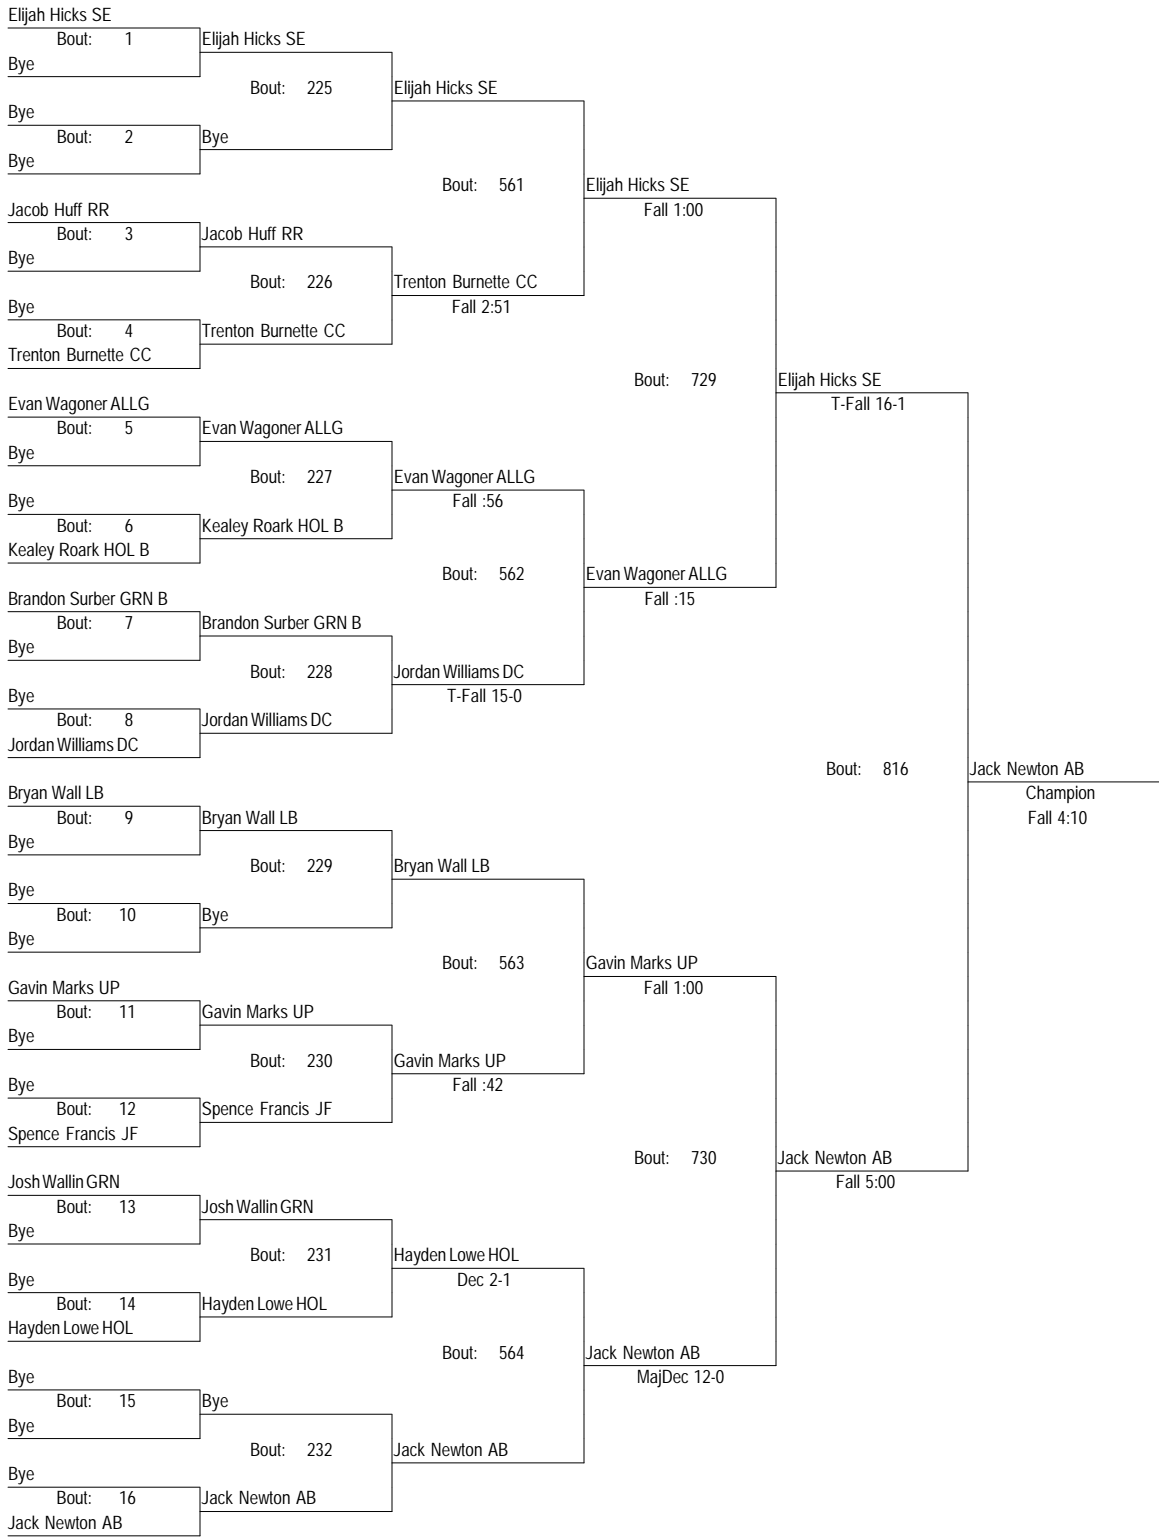 Elijah Hicks SE
Bout: 1 Elijah Hicks SE
Bye
Bout: 225 Elijah Hicks SE
Bye
Bout: 2 Bye
Bye
Bout: 561 Elijah Hicks SE
Fall 1:00
Jacob Huff RR
Bout: 3 Jacob Huff RR
Bye
Bout: 226 Trenton Burnette CC
Fall 2:51
Bye
Bout: 4 Trenton Burnette CC
Trenton Burnette CC
Bout: 729 Elijah Hicks SE
T-Fall 16-1
Evan Wagoner ALLG
Bout: 5 Evan Wagoner ALLG
Bye
Bout: 227 Evan Wagoner ALLG
Fall :56
Bye
Bout: 6 Kealey Roark HOL B
Kealey Roark HOL B
Bout: 562 Evan Wagoner ALLG
Fall :15
Brandon Surber GRN B
Bout: 7 Brandon Surber GRN B
Bye
Bout: 228 Jordan Williams DC
T-Fall 15-0
Bye
Bout: 8 Jordan Williams DC
Jordan Williams DC
Bout: 816 Jack Newton AB
Champion
Fall 4:10
Bryan Wall LB
Bout: 9 Bryan Wall LB
Bye
Bout: 229 Bryan Wall LB
Bye
Bout: 10 Bye
Bye
Bout: 563 Gavin Marks UP
Fall 1:00
Gavin Marks UP
Bout: 11 Gavin Marks UP
Bye
Bout: 230 Gavin Marks UP
Fall :42
Bye
Bout: 12 Spence Francis JF
Spence Francis JF
Bout: 730 Jack Newton AB
Fall 5:00
Josh Wallin GRN
Bout: 13 Josh Wallin GRN
Bye
Bout: 231 Hayden Lowe HOL
Dec 2-1
Bye
Bout: 14 Hayden Lowe HOL
Hayden Lowe HOL
Bout: 564 Jack Newton AB
MajDec 12-0
Bye
Bout: 15 Bye
Bye
Bout: 232 Jack Newton AB
Bye
Bout: 16 Jack Newton AB
Jack Newton AB